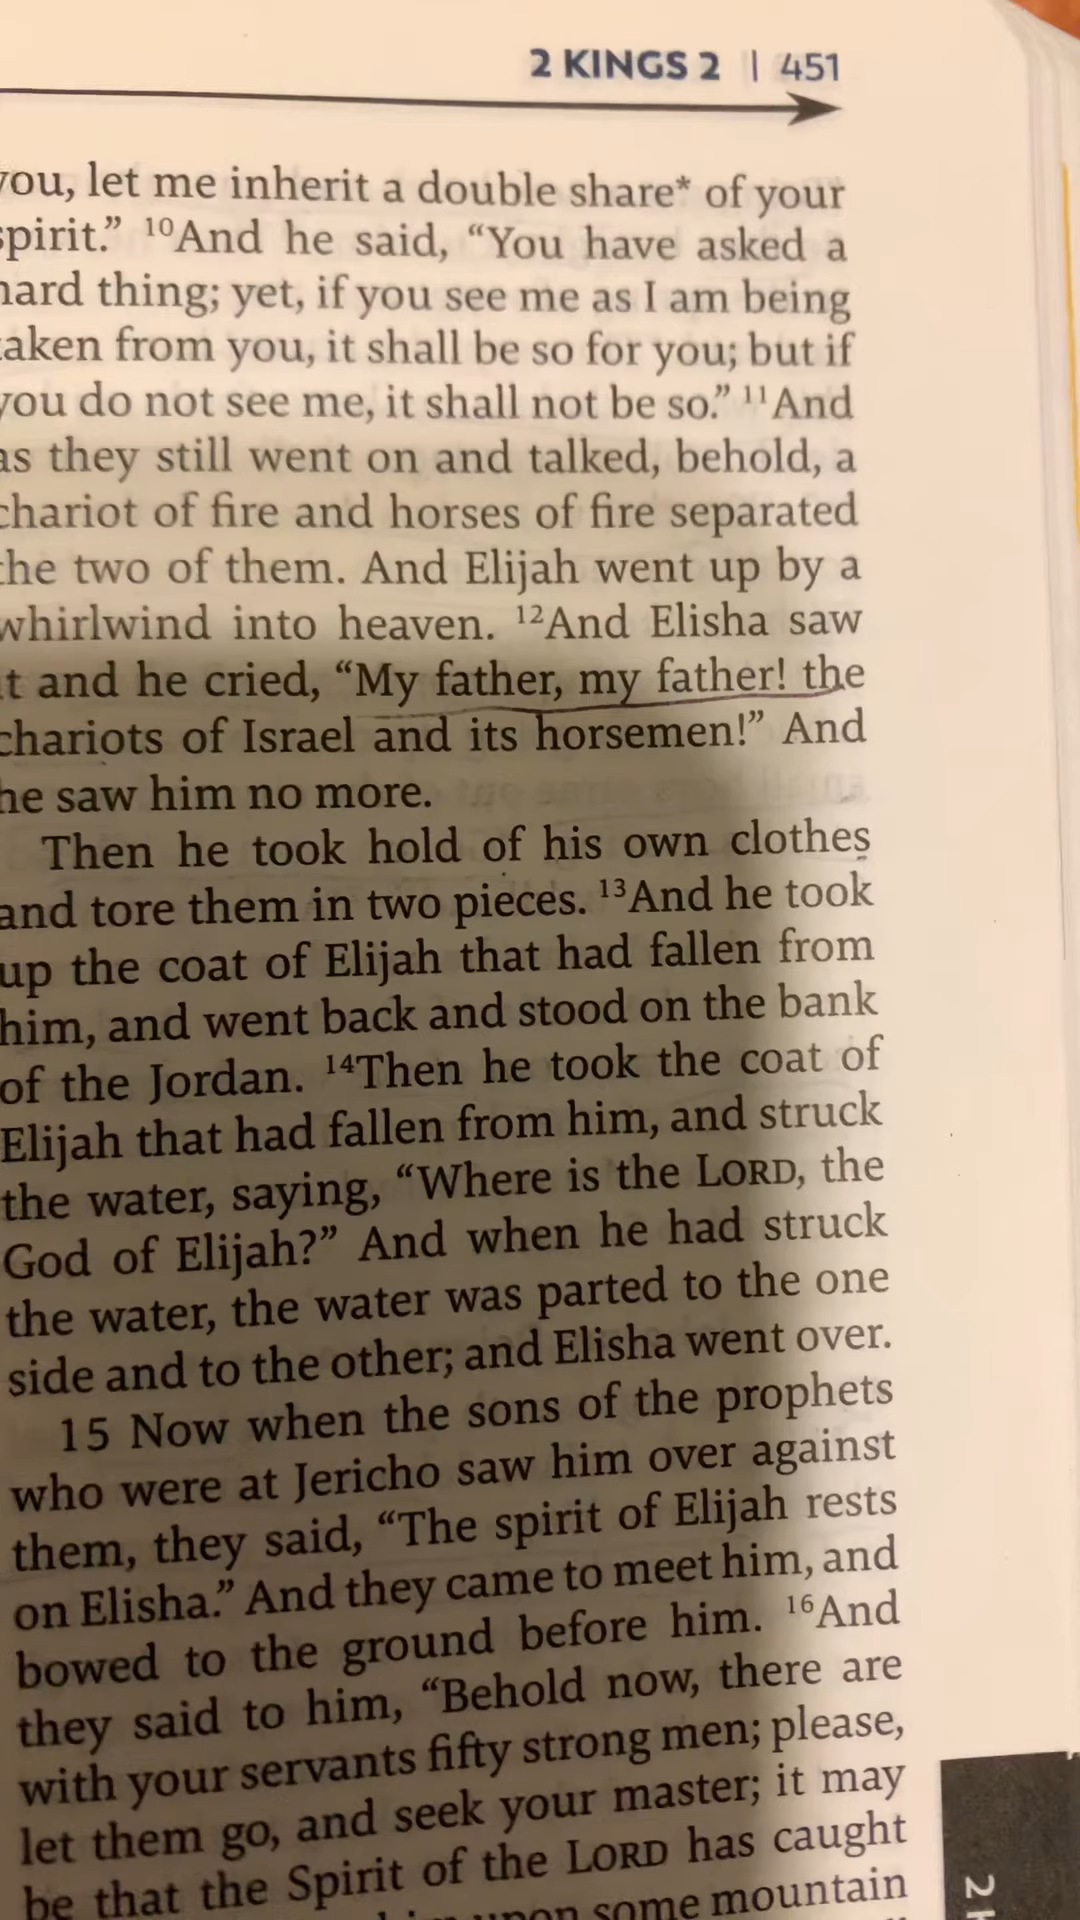 2 KINGS 2 | 451
you, let me inherit a double share* of your
spirit.” ¹⁰And he said, “You have asked a
hard thing; yet, if you see me as I am being
taken from you, it shall be so for you; but if
you do not see me, it shall not be so.” ¹¹And
as they still went on and talked, behold, a
chariot of fire and horses of fire separated
the two of them. And Elijah went up by a
whirlwind into heaven. ¹²And Elisha saw
it and he cried, “My father, my father! the
chariots of Israel and its horsemen!” And
he saw him no more.
Then he took hold of his own clothes
and tore them in two pieces. ¹³And he took
up the coat of Elijah that had fallen from
him, and went back and stood on the bank
of the Jordan. ¹⁴Then he took the coat of
Elijah that had fallen from him, and struck
the water, saying, “Where is the LORD, the
God of Elijah?” And when he had struck
the water, the water was parted to the one
side and to the other; and Elisha went over.
15 Now when the sons of the prophets
who were at Jericho saw him over against
them, they said, “The spirit of Elijah rests
on Elisha.” And they came to meet him, and
bowed to the ground before him. ¹⁶And
they said to him, “Behold now, there are
with your servants fifty strong men; please,
let them go, and seek your master; it may
be that the Spirit of the LORD has caught
him upon some mountain
2